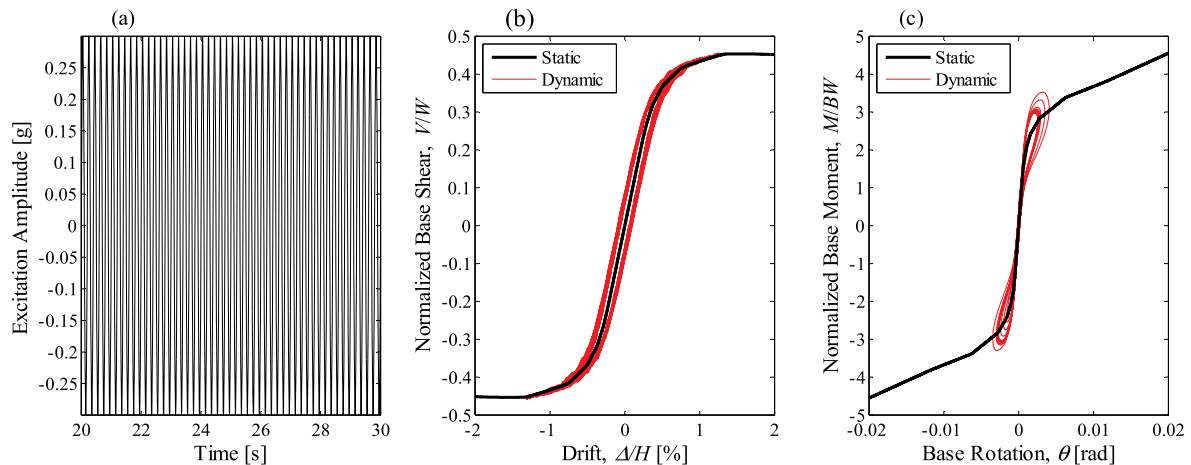 (a)
Excitation Amplitude [g]
0.25
0.2
0.15
0.1
0.05
0
-0.05
-0.1
-0.15
-0.2
-0.25
20 22 24 26 28 30
Time [s]
(b)
Static
Dynamic
Normalized Base Shear, V/W
0.5
0.4
0.3
0.2
0.1
0
-0.1
-0.2
-0.3
-0.4
-0.5
-2 -1 0 1 2
Drift, Δ/H [%]
(c)
Static
Dynamic
Normalized Base Moment, M/BW
5
4
3
2
1
0
-1
-2
-3
-4
-5
-0.02 -0.01 0 0.01 0.02
Base Rotation, θ [rad]